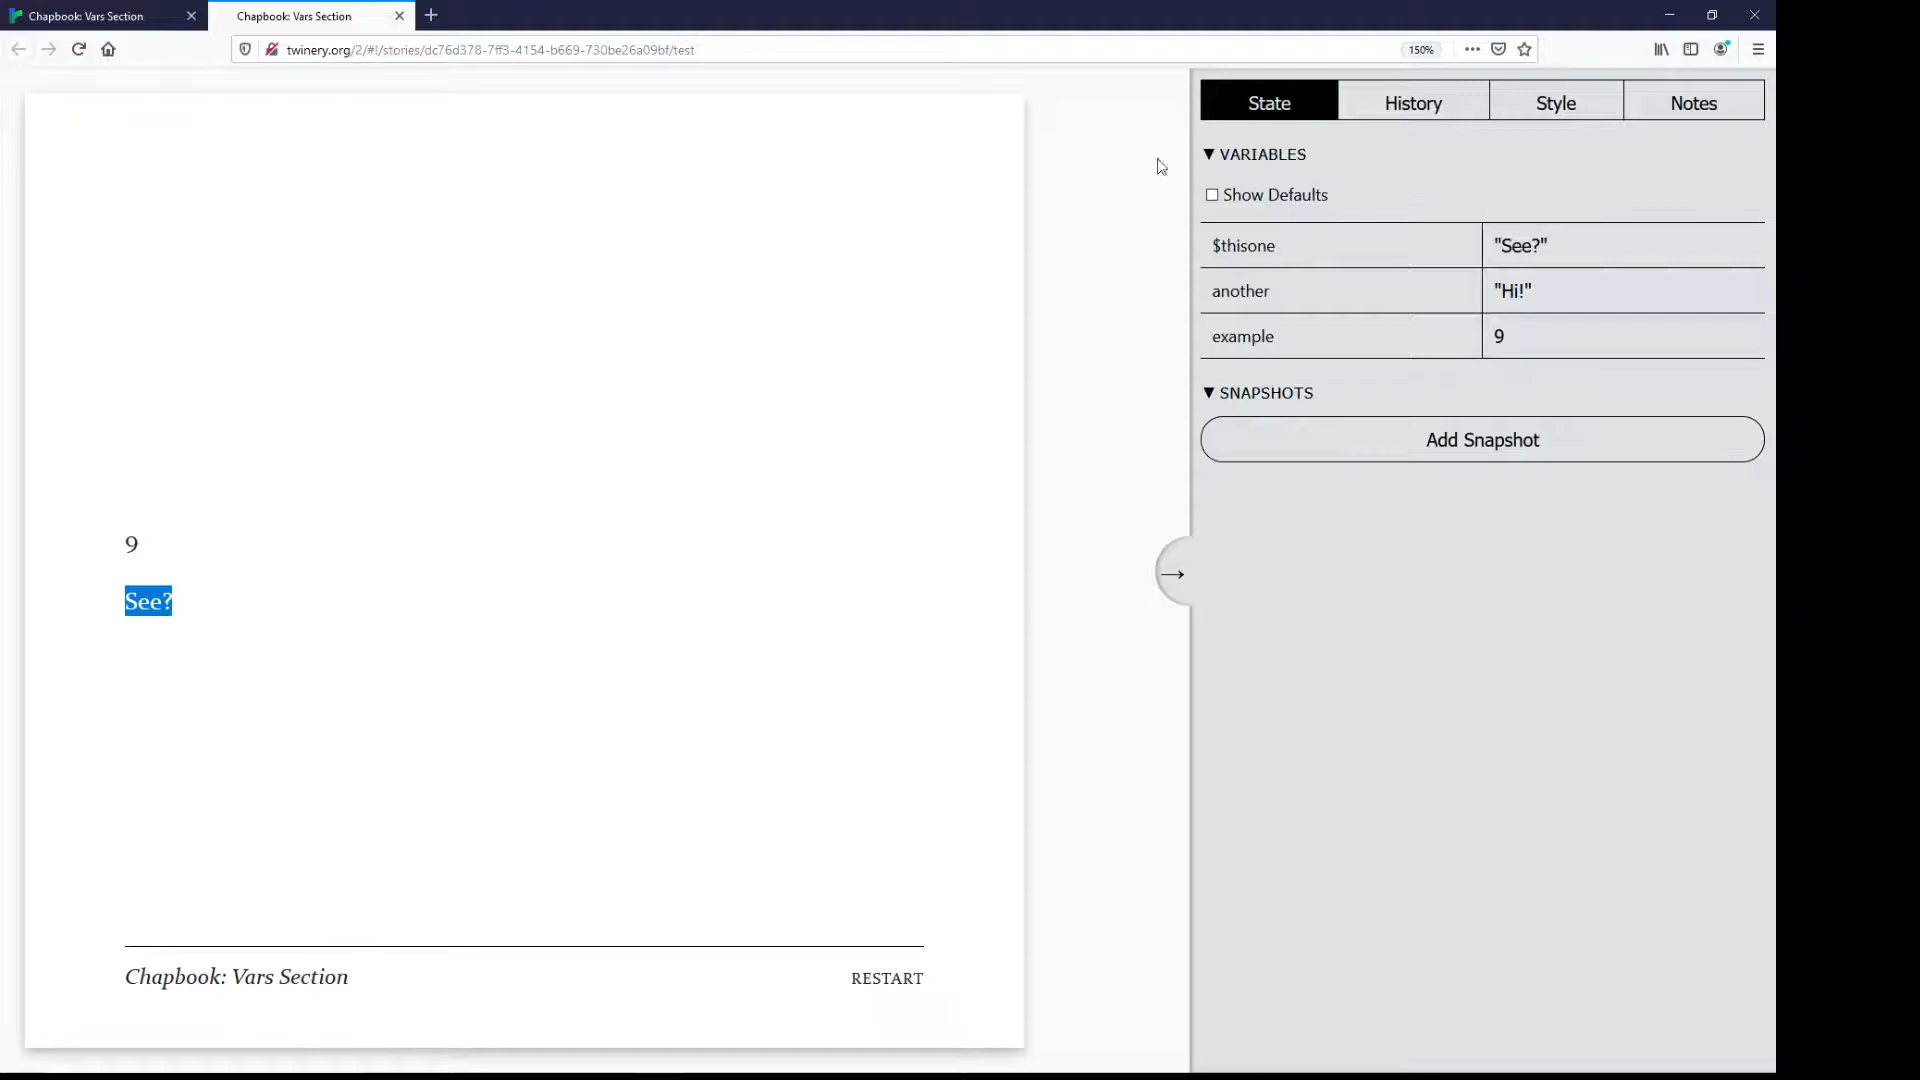 Chapbook: Vars Section
Chapbook: Vars Section
twinery.org/2/#!/stories/dc76d378-7ff3-4154-b669-730be26a09bf/test
150%
State
History
Style
Notes
▼ VARIABLES
Show Defaults
$thisone "See?"
another "Hi!"
example 9
▼ SNAPSHOTS
Add Snapshot
→
9
See?
Chapbook: Vars Section
RESTART